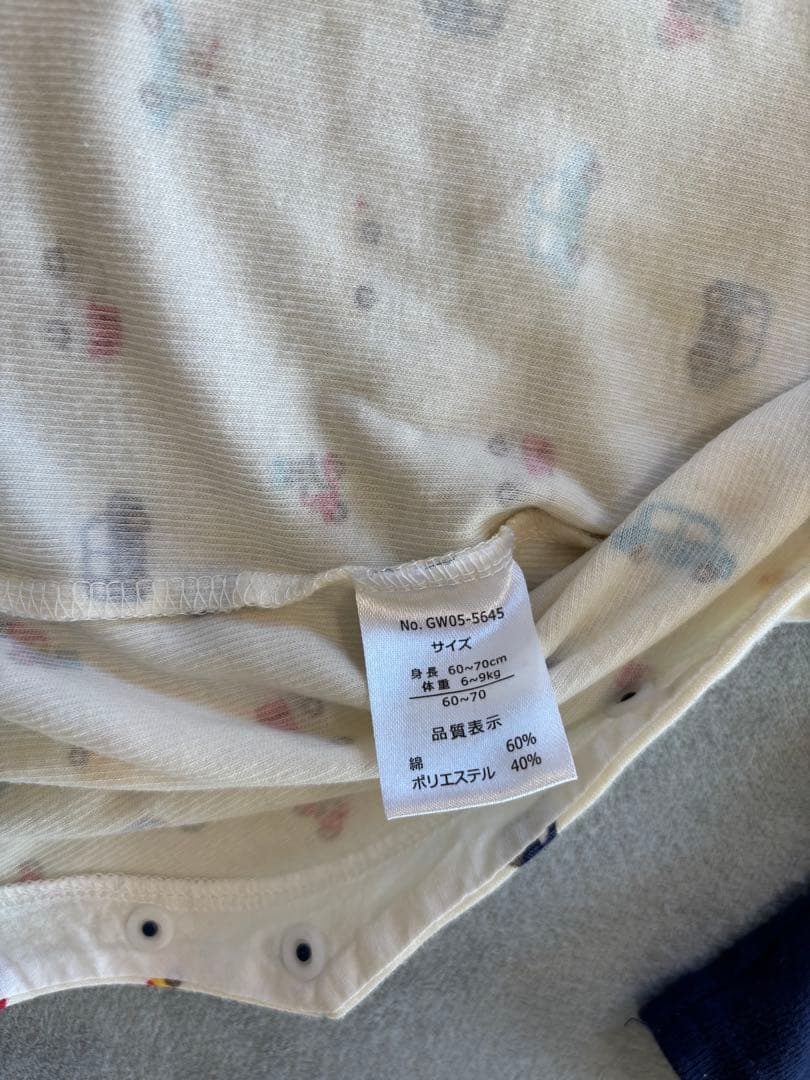 No. GW05-5645
サイズ
身長 60~70cm
体重 6~9kg
60~70
品質表示
綿 60%
ポリエステル 40%